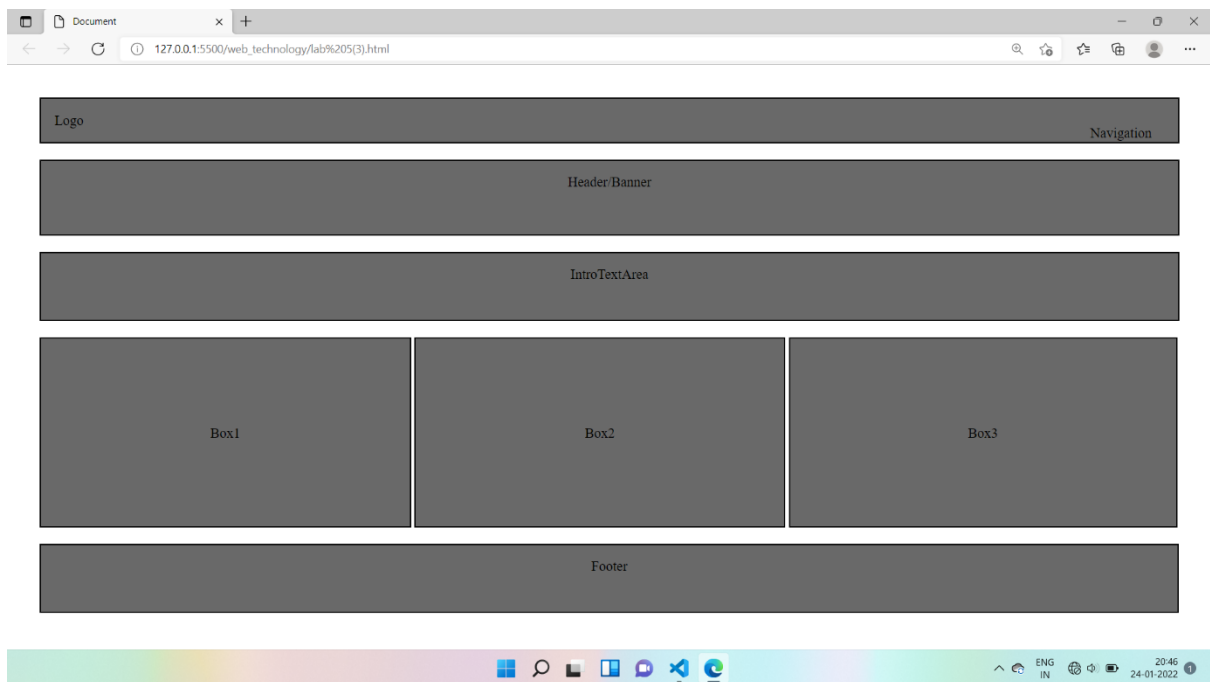 Document
127.0.0.1:5500/web_technology/lab%205(3).html
Logo
Navigation
Header/Banner
IntroTextArea
Box1 Box2 Box3
Footer
ENG 20:46
IN 24-01-2022 1